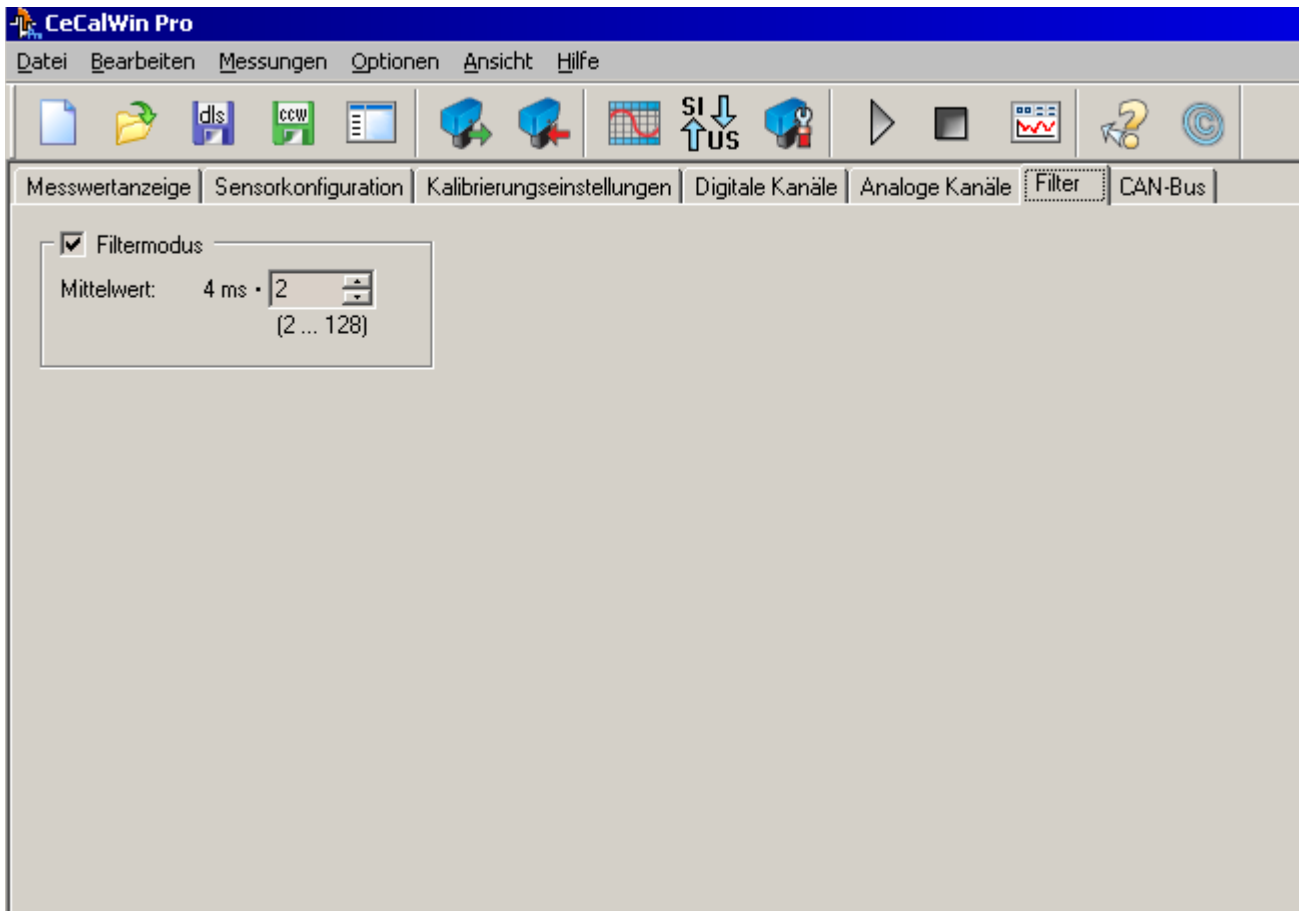 CeCalWin Pro
Datei Bearbeiten Messungen Optionen Ansicht Hilfe
dls ccw SI US ©
Messwertanzeige Sensorkonfiguration Kalibrierungseinstellungen Digitale Kanäle Analoge Kanäle Filter CAN-Bus
Filtermodus
Mittelwert: 4 ms · 2
(2 ... 128)